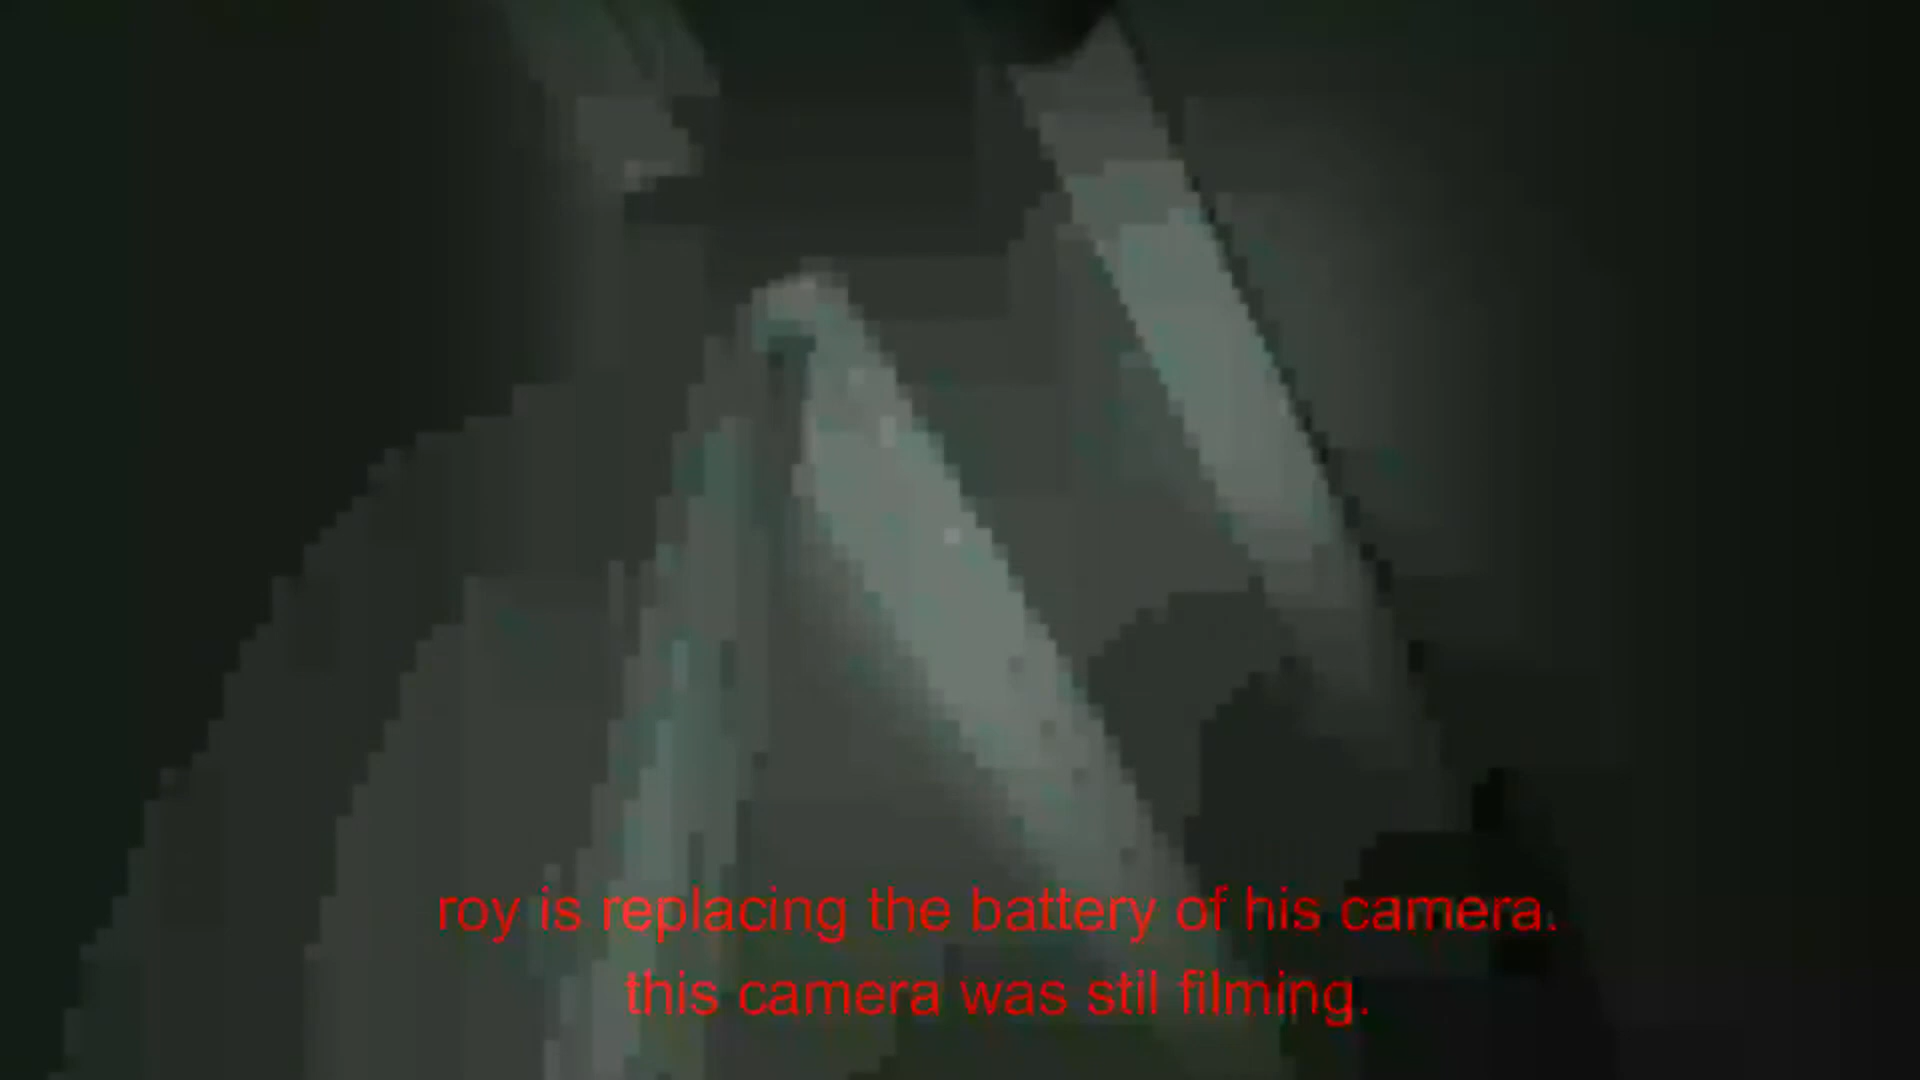 roy is replacing the battery of his camera.
this camera was stil filming.